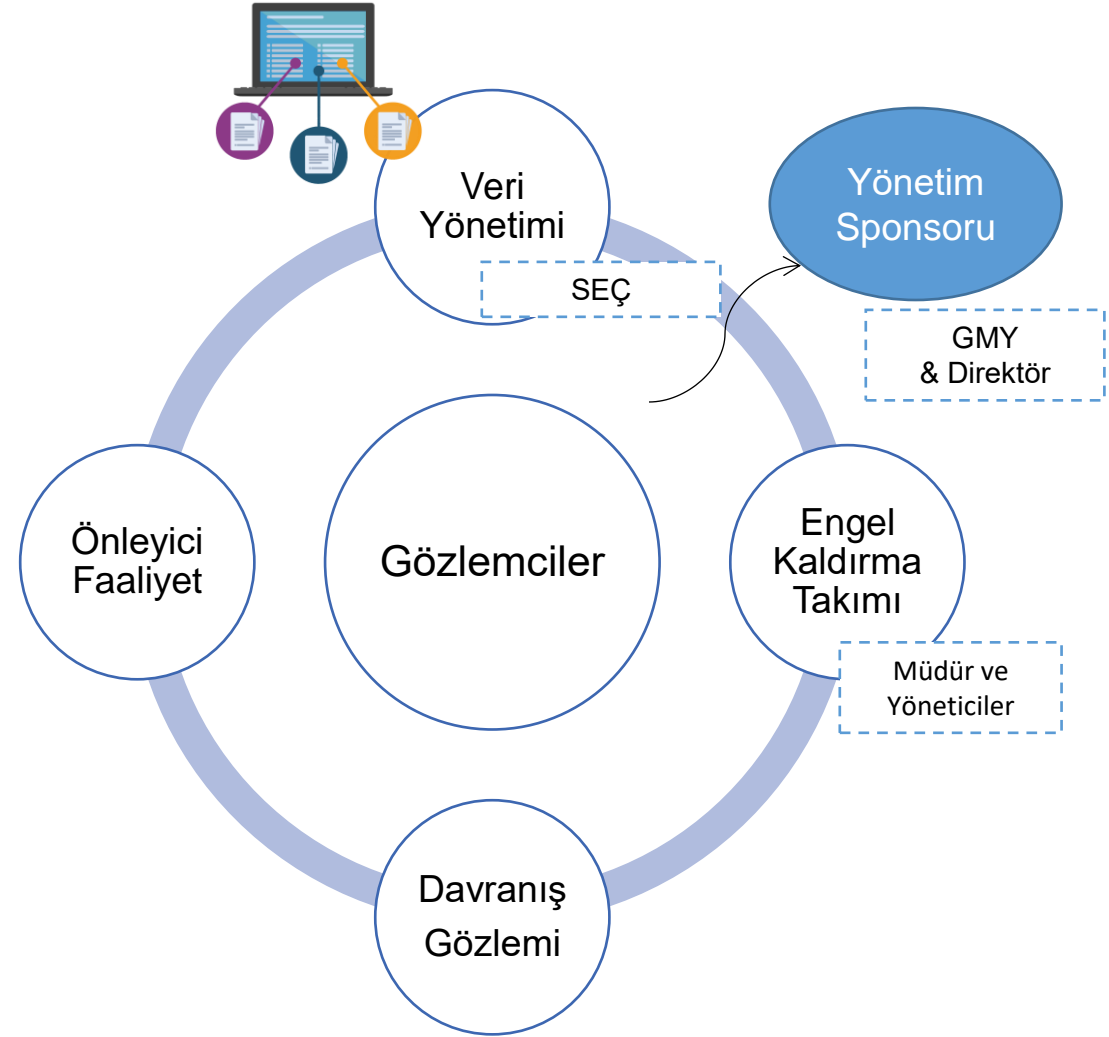 Veri
Yönetimi
SEÇ
Yönetim
Sponsoru
GMY
& Direktör
Önleyici
Faaliyet
Gözlemciler
Engel
Kaldırma
Takımı
Müdür ve
Yöneticiler
Davranış
Gözlemi